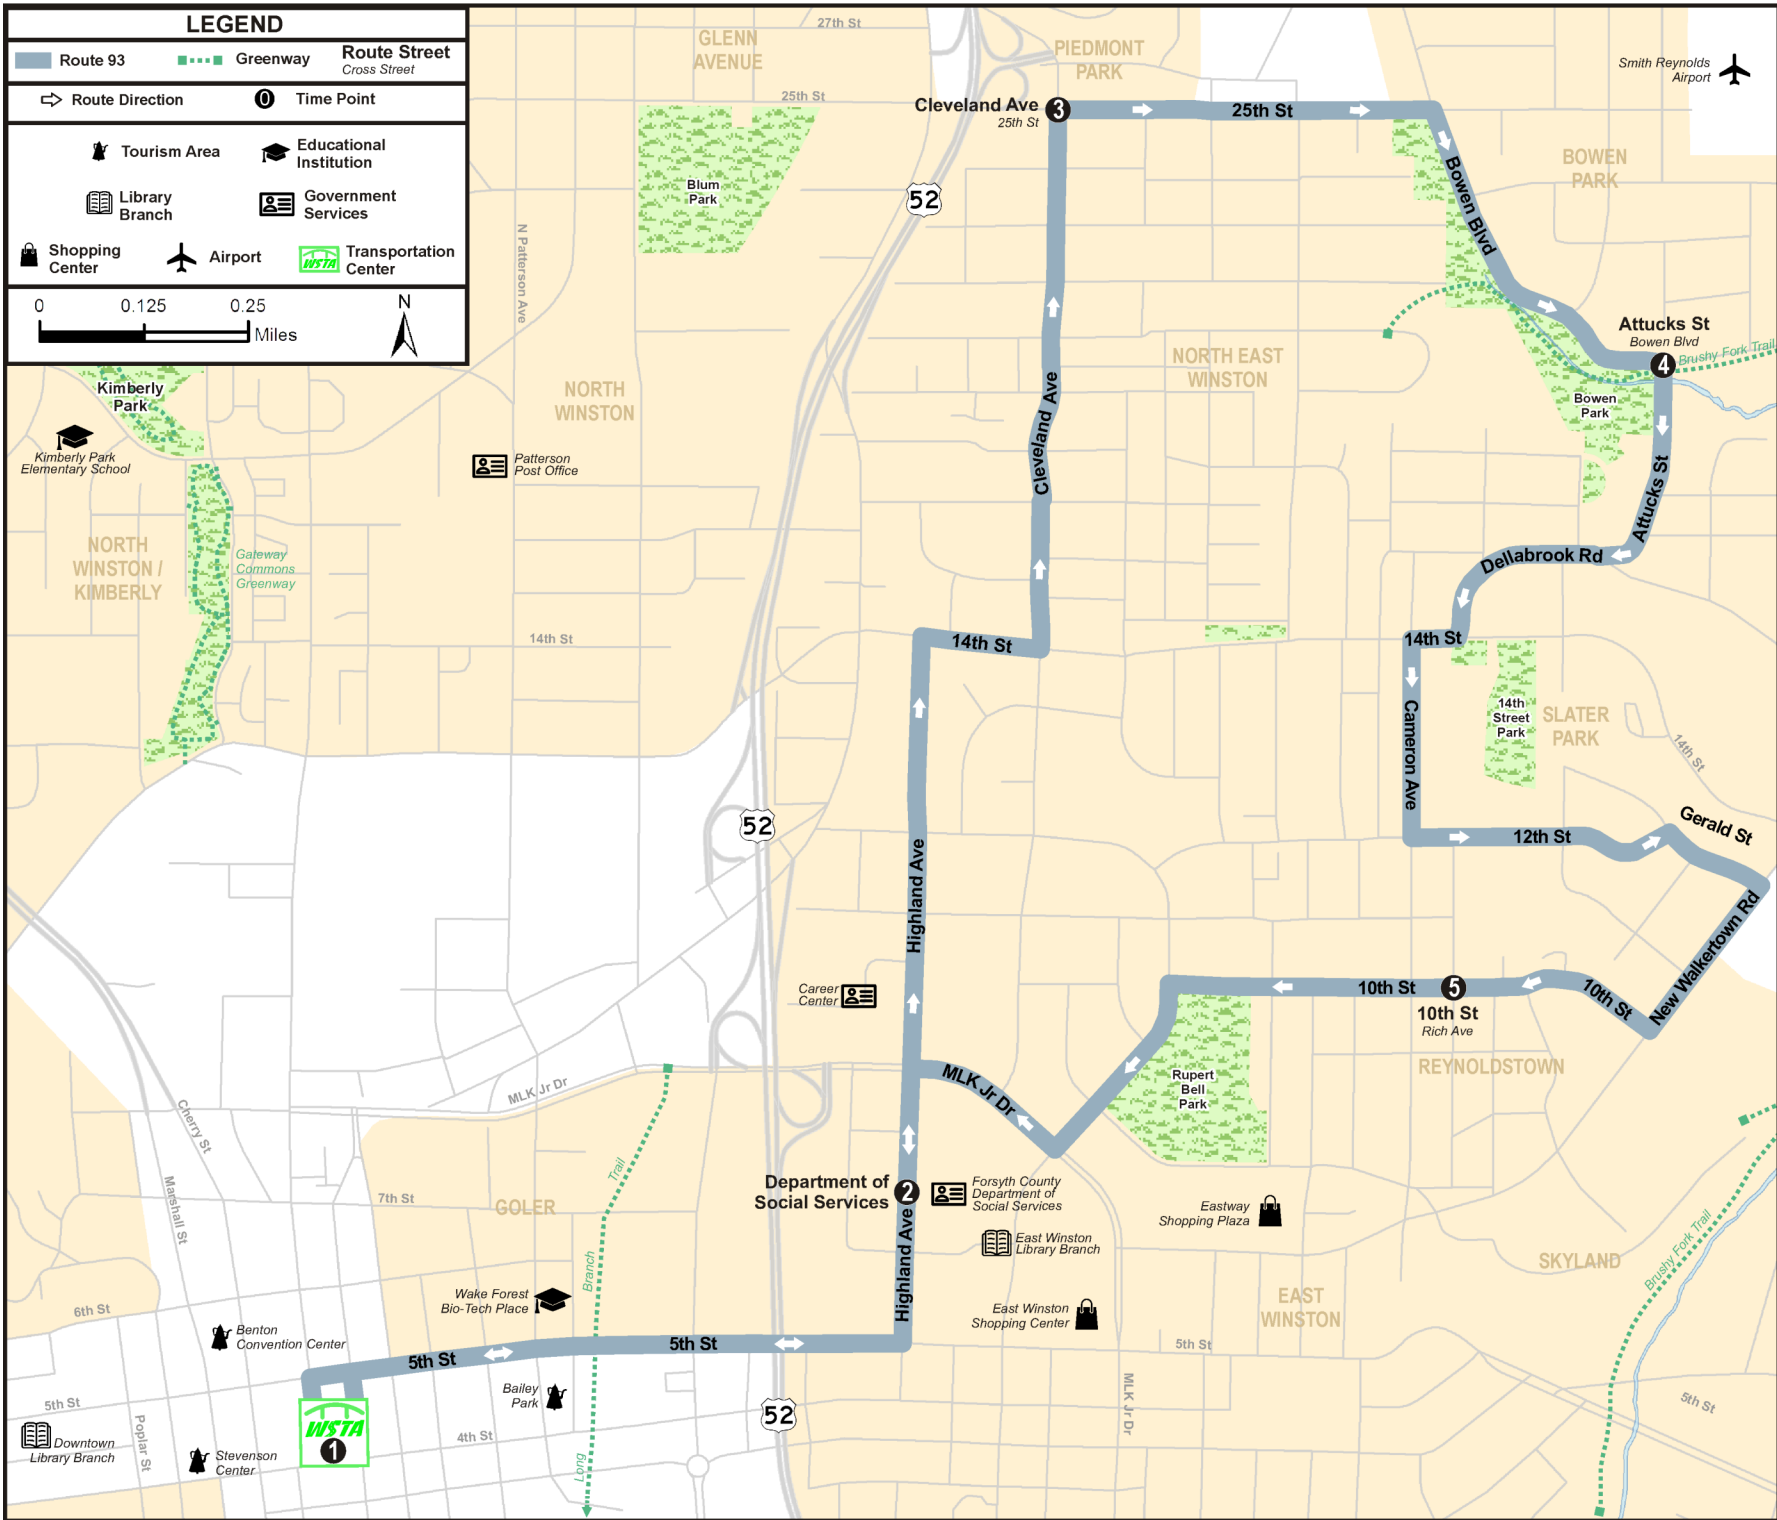 LEGEND
Route 93
Greenway
Route Street
Cross Street
Route Direction
0
Time Point
Tourism Area
Educational
Institution
Library
Branch
Government
Services
Shopping
Center
Airport
WSTA
Transportation
Center
0
0.125
0.25
Miles
N
27th St
GLENN
AVENUE
PIEDMONT
PARK
Smith Reynolds
Airport
25th St
Cleveland Ave
25th St
3
25th St
BOWEN
PARK
Bowen Blvd
Blum
Park
52
N Patterson Ave
Attucks St
Bowen Blvd
4
Brushy Fork Trail
NORTH EAST
WINSTON
Kimberly
Park
NORTH
WINSTON
Bowen
Park
Cleveland Ave
Kimberly Park
Elementary School
Patterson
Post Office
Attucks St
NORTH
WINSTON /
KIMBERLY
Gateway
Commons
Greenway
Dellabrook Rd
14th St
14th St
14th St
14th
Street
Park
SLATER
PARK
14th St
Cameron Ave
52
12th St
Gerald St
Highland Ave
New Walkertown Rd
Career
Center
10th St
5
10th St
10th St
Rich Ave
REYNOLDSTOWN
MLK Jr Dr
MLK Jr Dr
Rupert
Bell
Park
Cherry St
Trail
Department of
Social Services
2
Forsyth County
Department of
Social Services
Marshall St
7th St
GOLER
Eastway
Shopping Plaza
East Winston
Library Branch
Highland Ave
Branch
SKYLAND
Brushy Fork Trail
Wake Forest
Bio-Tech Place
6th St
East Winston
Shopping Center
EAST
WINSTON
Benton
Convention Center
5th St
5th St
5th St
Bailey
Park
MLK Jr Dr
5th St
5th St
52
WSTA
1
Poplar St
4th St
Downtown
Library Branch
Stevenson
Center
Long